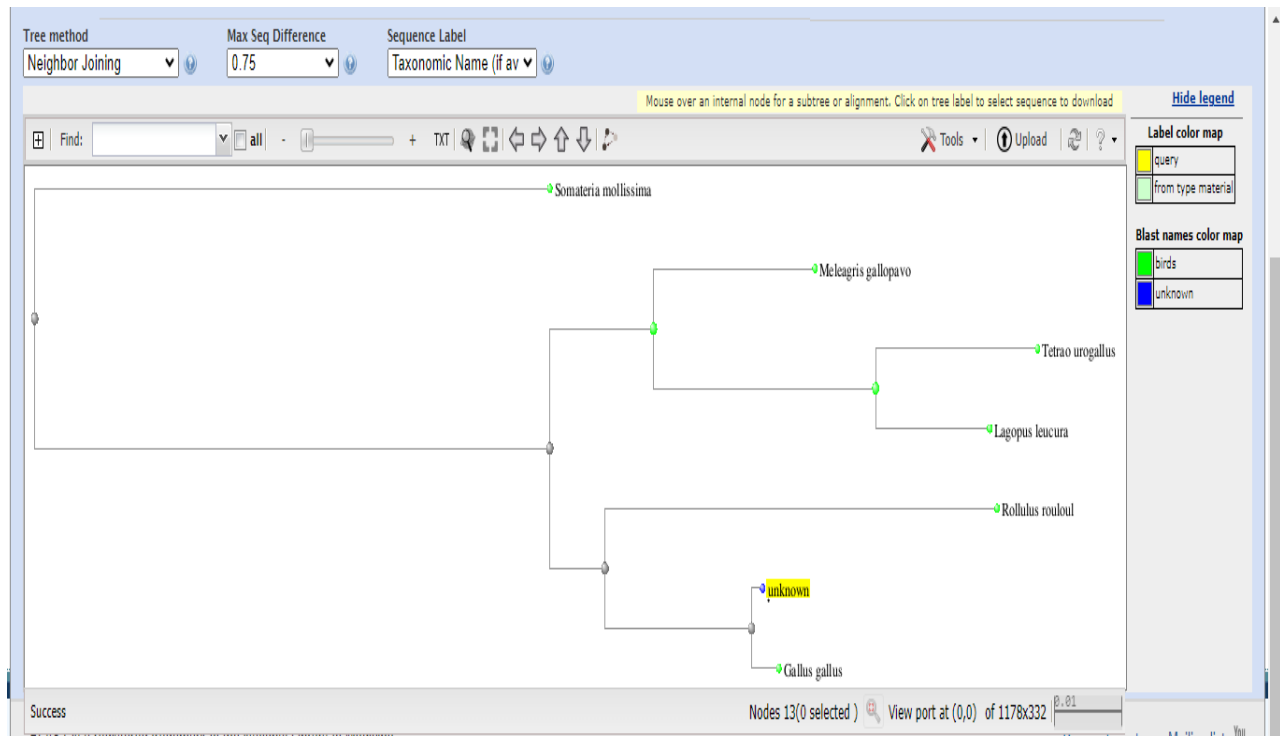 Tree method Max Seq Difference Sequence Label
Neighbor Joining 0.75 Taxonomic Name (if av
Mouse over an internal node for a subtree or alignment. Click on tree label to select sequence to download
Hide legend
Find: all - + TXT Tools Upload ?
Label color map
query
from type material
Blast names color map
birds
unknown
Somateria mollissima
Meleagris gallopavo
Tetrao urogallus
Lagopus leucura
Rollulus rouloul
unknown
Gallus gallus
Success Nodes 13(0 selected ) View port at (0,0) of 1178x332 0.01
Mailing list You